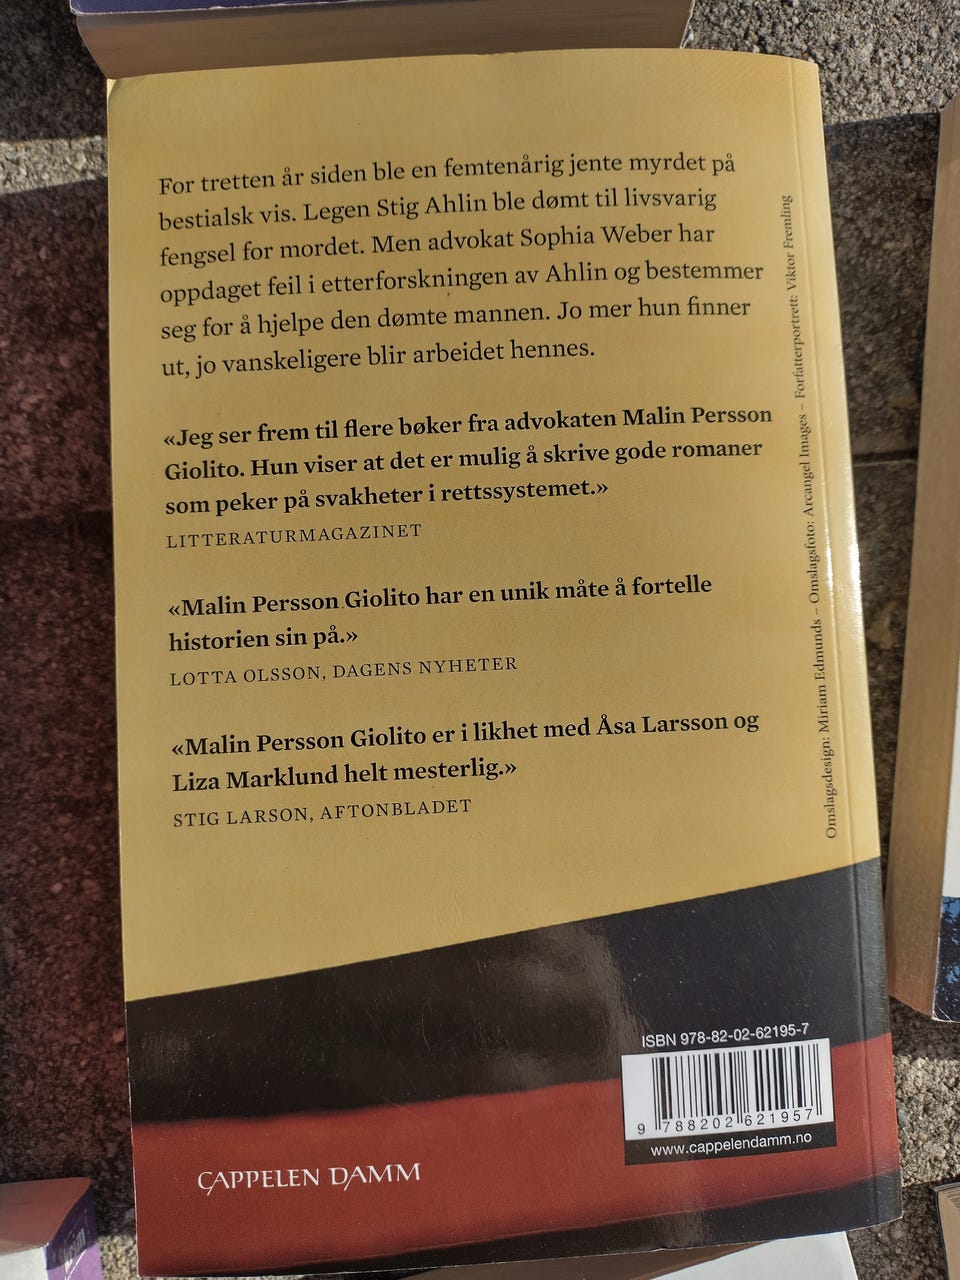 For tretten år siden ble en femtenårig jente myrdet på
bestialsk vis. Legen Stig Ahlin ble dømt til livsvarig
fengsel for mordet. Men advokat Sophia Weber har
oppdaget feil i etterforskningen av Ahlin og bestemmer
seg for å hjelpe den dømte mannen. Jo mer hun finner
ut, jo vanskeligere blir arbeidet hennes.
«Jeg ser frem til flere bøker fra advokaten Malin Persson
Giolito. Hun viser at det er mulig å skrive gode romaner
som peker på svakheter i rettssystemet.»
LITTERATURMAGAZINET
«Malin Persson Giolito har en unik måte å fortelle
historien sin på.»
LOTTA OLSSON, DAGENS NYHETER
«Malin Persson Giolito er i likhet med Åsa Larsson og
Liza Marklund helt mesterlig.»
STIG LARSON, AFTONBLADET
Omslagsdesign: Miriam Edmunds – Omslagsfoto: Arcangel Images – Forfatterportrett: Viktor Fremling
ISBN 978-82-02-62195-7
9 788202 621957
www.cappelendamm.no
CAPPELEN DAMM